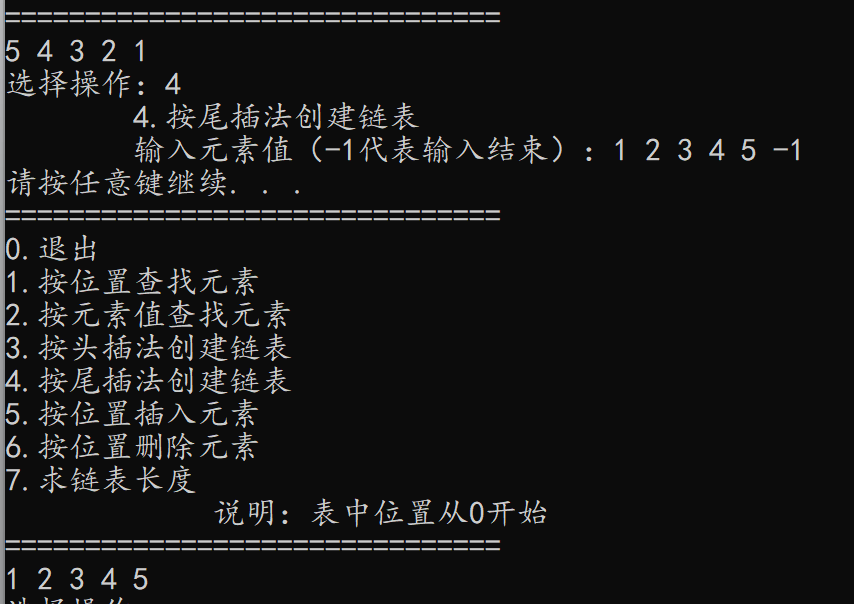 ===============================
5 4 3 2 1
选择操作：4
4.按尾插法创建链表
输入元素值（-1代表输入结束）：1 2 3 4 5 -1
请按任意键继续. . .
===============================
0.退出
1.按位置查找元素
2.按元素值查找元素
3.按头插法创建链表
4.按尾插法创建链表
5.按位置插入元素
6.按位置删除元素
7.求链表长度
说明：表中位置从0开始
===============================
1 2 3 4 5